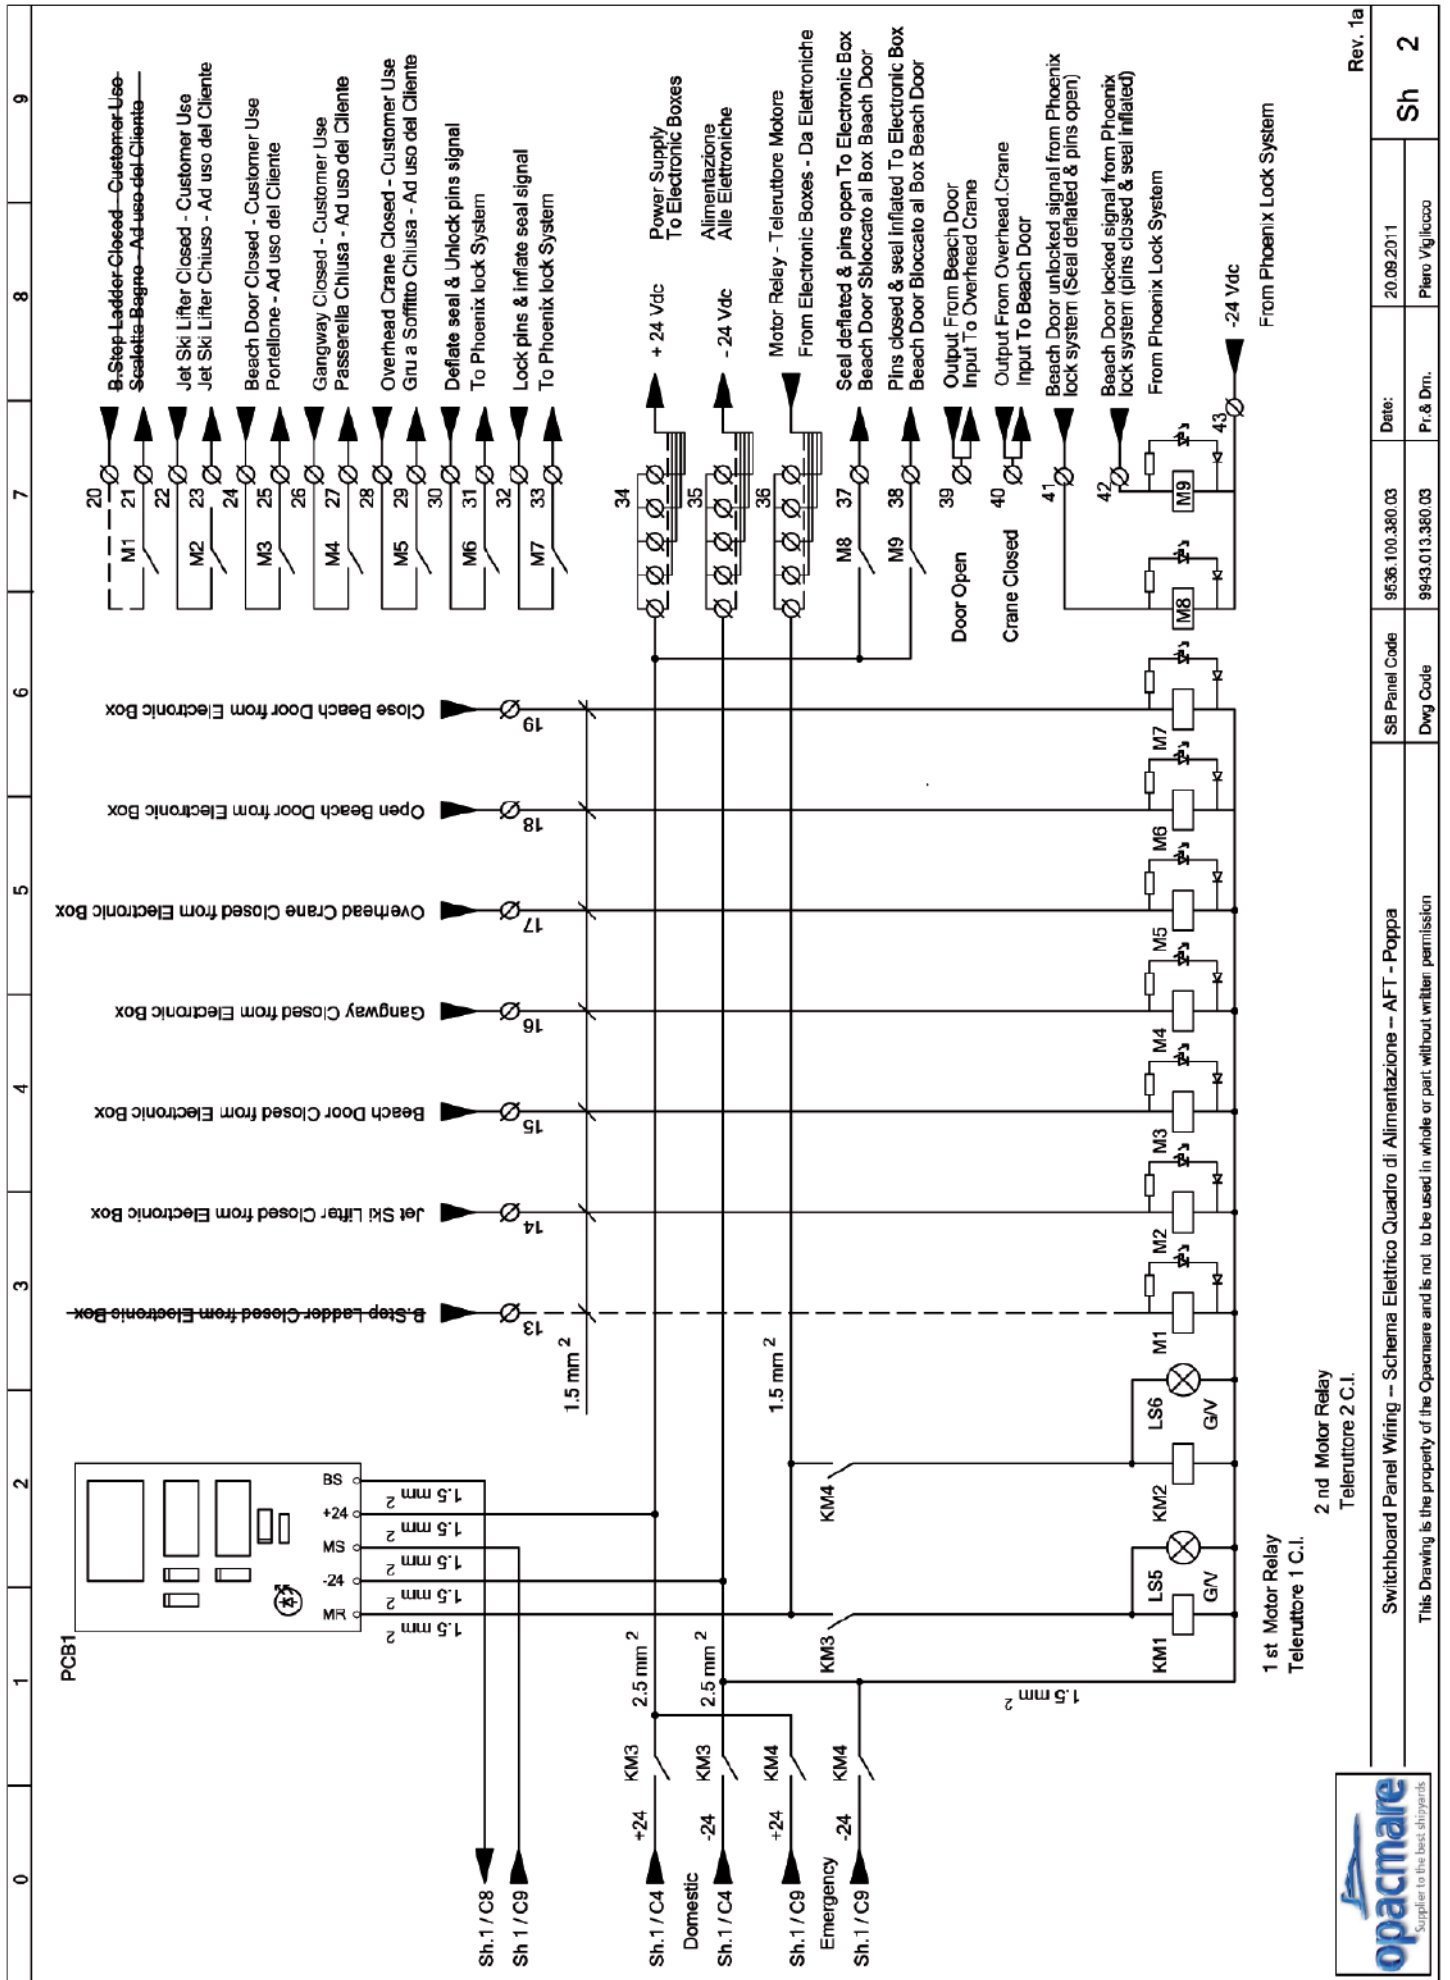 0 1 2 3 4 5 6 7 8 9
PCB1
MR
-24
MS
+24
BS
1.5 mm 2
1.5 mm 2
1.5 mm 2
1.5 mm 2
1.5 mm 2
Sh.1 / C8
Sh 1 / C9
Sh.1 / C4
Domestic
Sh.1 / C4
Sh.1 / C9
Emergency
Sh.1 / C9
+24
-24
+24
-24
KM3
KM3
KM4
KM4
2.5 mm 2
2.5 mm 2
1.5 mm 2
1.5 mm 2
1.5 mm 2
B.Step Ladder Closed from Electronic Box
13
Jet Ski Lifter Closed from Electronic Box
14
Beach Door Closed from Electronic Box
15
Gangway Closed from Electronic Box
16
Overhead Crane Closed from Electronic Box
17
Open Beach Door from Electronic Box
18
Close Beach Door from Electronic Box
19
M1
20
21
B.Step Ladder Closed - Customer Use
Scaletta Bagno - Ad uso del Cliente
M2
22
23
Jet Ski Lifter Closed - Customer Use
Jet Ski Lifter Chiuso - Ad uso del Cliente
M3
24
25
Beach Door Closed - Customer Use
Portellone - Ad uso del Cliente
M4
26
27
Gangway Closed - Customer Use
Passerella Chiusa - Ad uso del Cliente
M5
28
29
Overhead Crane Closed - Customer Use
Gru a Soffitto Chiusa - Ad uso del Cliente
M6
30
31
Deflate seal & Unlock pins signal
To Phoenix lock System
M7
32
33
Lock pins & inflate seal signal
To Phoenix lock System
34
+ 24 Vdc
Power Supply
To Electronic Boxes
35
- 24 Vdc
Alimentazione
Alle Elettroniche
36
Motor Relay - Teleruttore Motore
From Electronic Boxes - Da Elettroniche
M8
37
Seal deflated & pins open To Electronic Box
Beach Door Sbloccato al Box Beach Door
M9
38
Pins closed & seal inflated To Electronic Box
Beach Door Bloccato al Box Beach Door
Door Open
39
Output From Beach Door
Input To Overhead Crane
Crane Closed
40
Output From Overhead.Crane
Input To Beach Door
41
Beach Door unlocked signal from Phoenix
lock system (Seal deflated & pins open)
42
Beach Door locked signal from Phoenix
lock system (pins closed & seal inflated)
From Phoenix Lock System
43
-24 Vdc
From Phoenix Lock System
KM3
KM4
KM1
LS5
G/V
KM2
LS6
G/V
M1
M2
M3
M4
M5
M6
M7
M8
M9
1 st Motor Relay
Teleruttore 1 C.I.
2 nd Motor Relay
Teleruttore 2 C.I.
Rev. 1a
opacmare
Supplier to the best shipyards
Switchboard Panel Wiring -- Schema Elettrico Quadro di Alimentazione -- AFT - Poppa
This Drawing is the property of the Opacmare and is not to be used in whole or part without written permission
SB Panel Code
9536.100.380.03
Date:
20.09.2011
Dwg Code
9943.013.380.03
Pr.& Drn.
Piero Viglioco
Sh 2